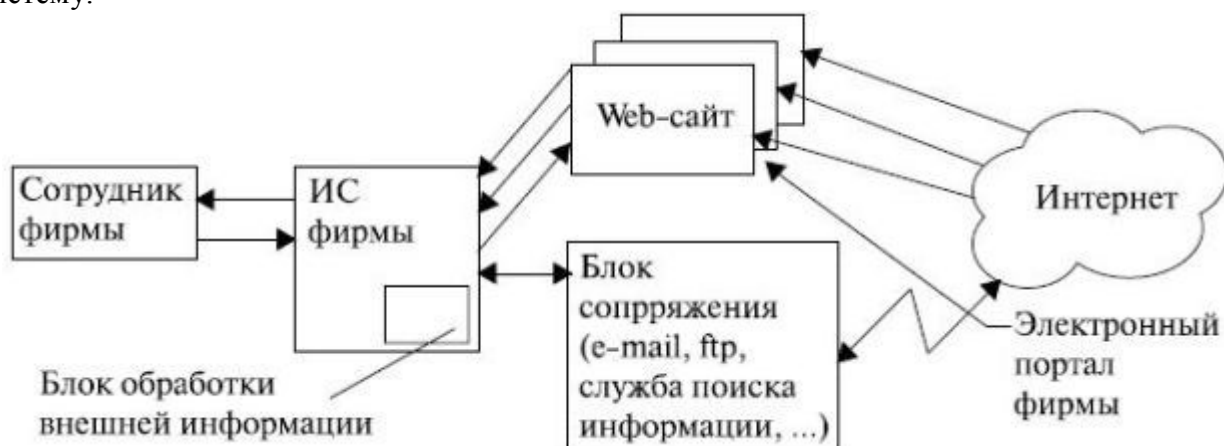 Web-сайт
Сотрудник
фирмы
ИС
фирмы
Интернет
Блок
сопрряжения
(e-mail, ftp,
служба поиска
информации, ...)
Электронный
портал
фирмы
Блок обработки
внешней информации